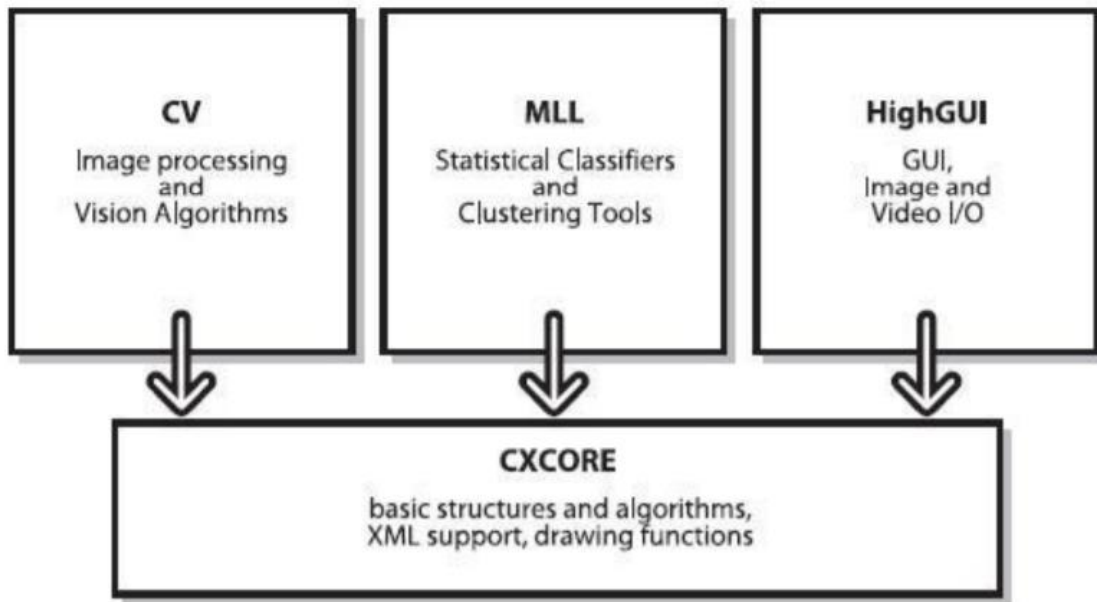 CV
Image processing
and
Vision Algorithms
MLL
Statistical Classifiers
and
Clustering Tools
HighGUI
GUI,
Image and
Video I/O
CXCORE
basic structures and algorithms,
XML support, drawing functions